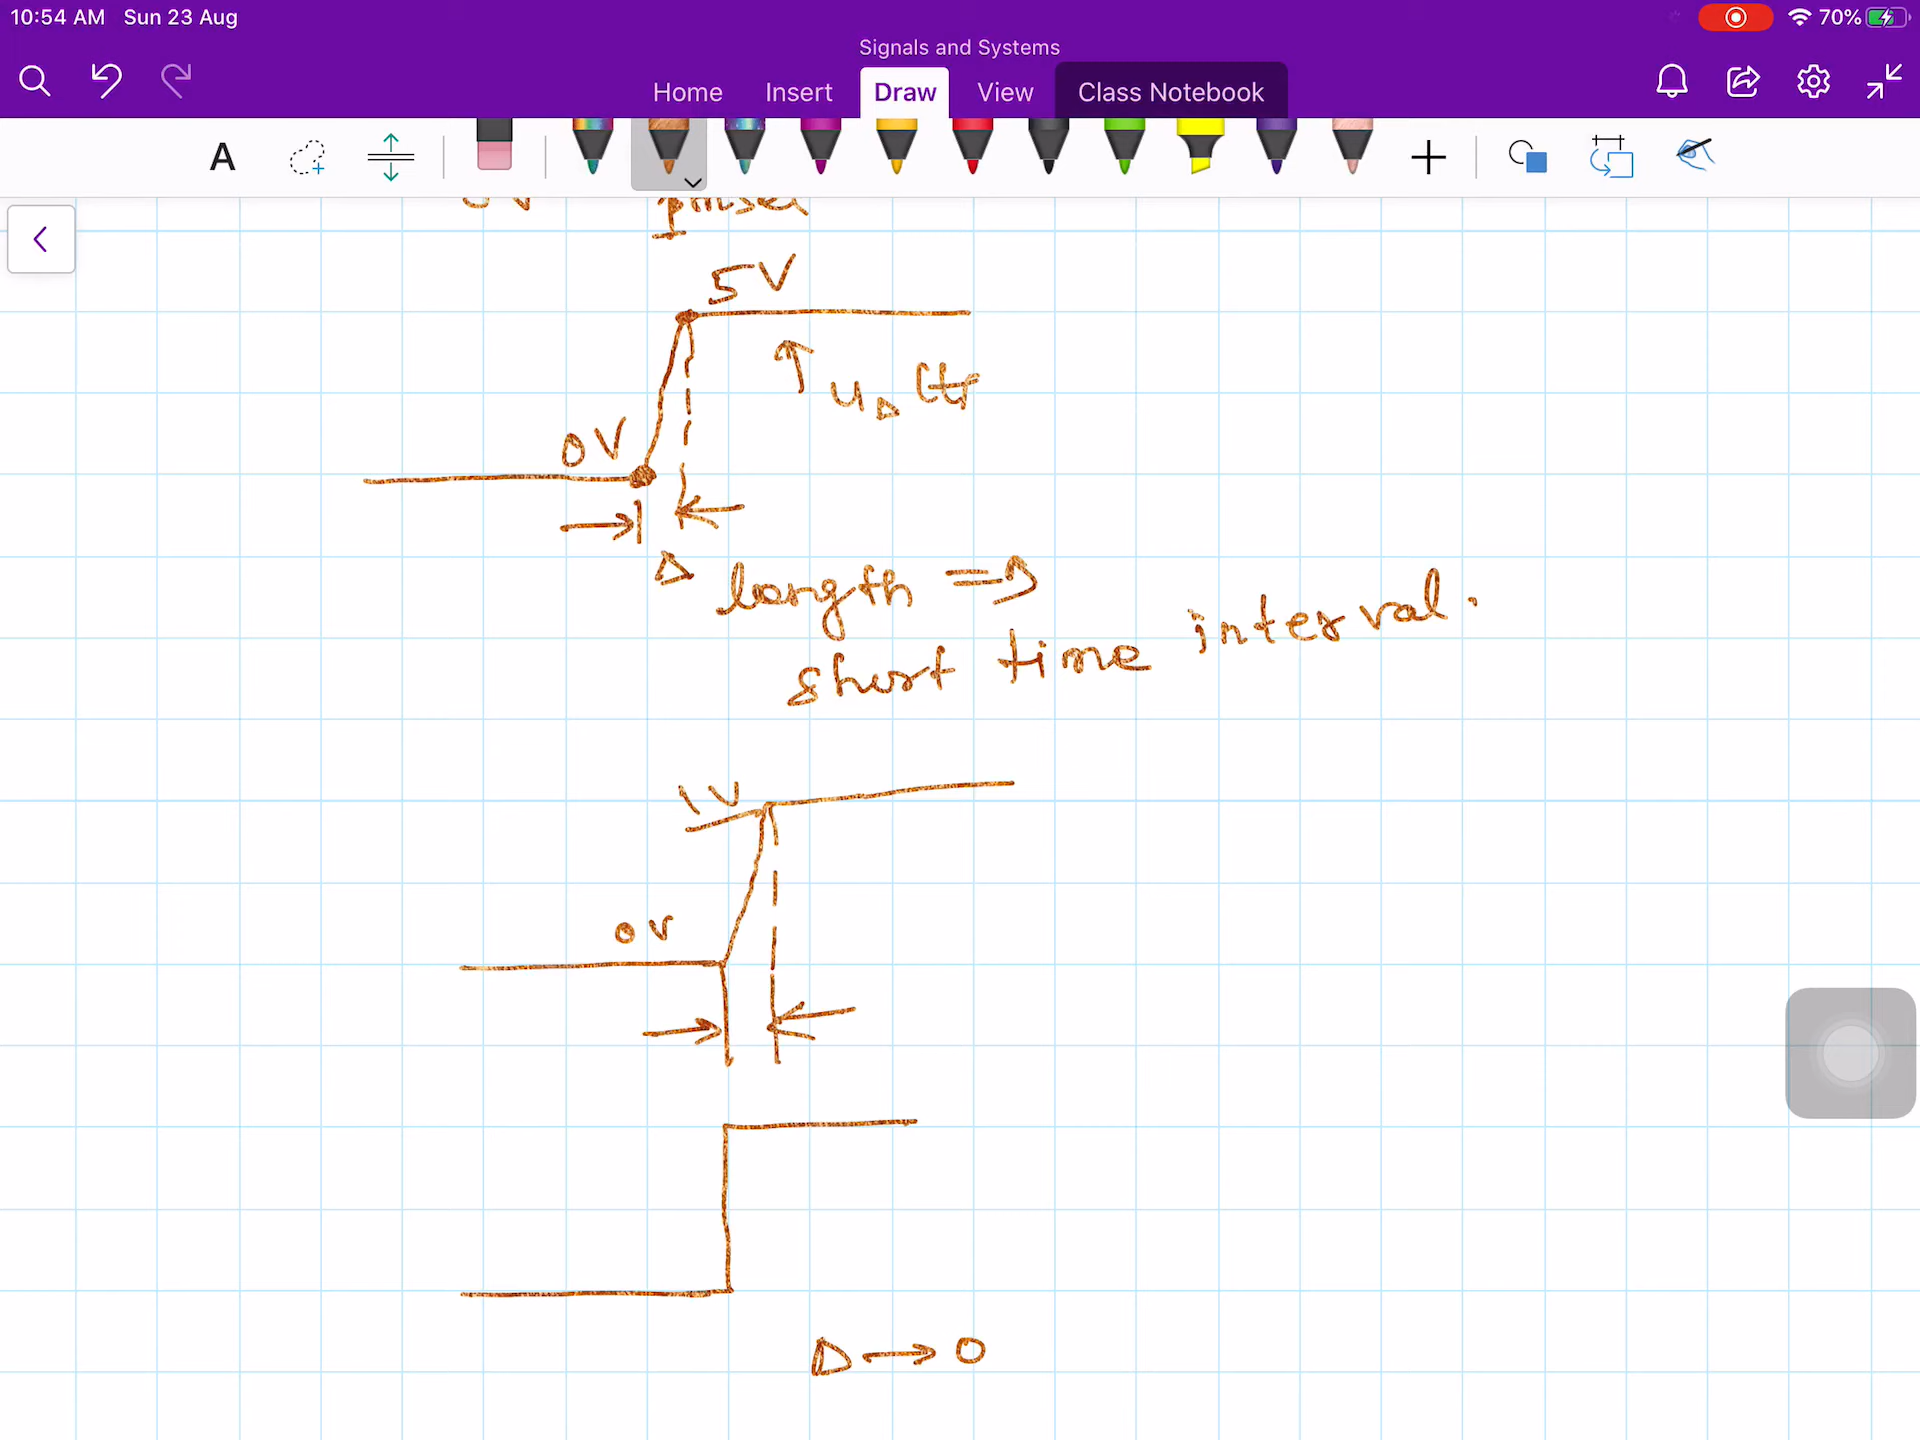 10:54 AM Sun 23 Aug
70%
Signals and Systems
Home Insert Draw View Class Notebook
A
5V
u△(t)
0V
△ length ⇒
short time interval.
1V
0V
△ → 0